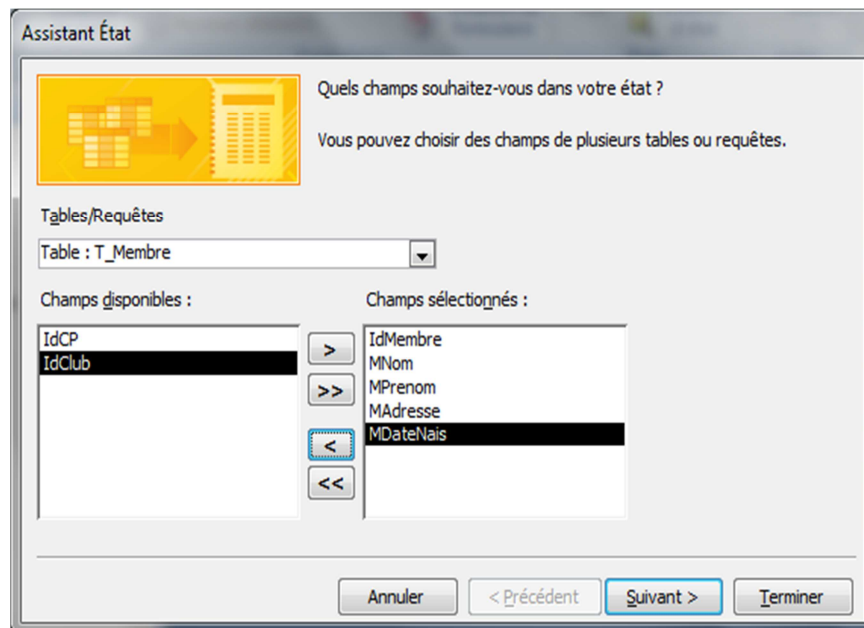 Assistant État
Quels champs souhaitez-vous dans votre état ?
Vous pouvez choisir des champs de plusieurs tables ou requêtes.
Tables/Requêtes
Table : T_Membre
Champs disponibles :
Champs sélectionnés :
IdCP
IdClub
>
>>
<
<<
IdMembre
MNom
MPrenom
MAdresse
MDateNais
Annuler
< Précédent
Suivant >
Terminer